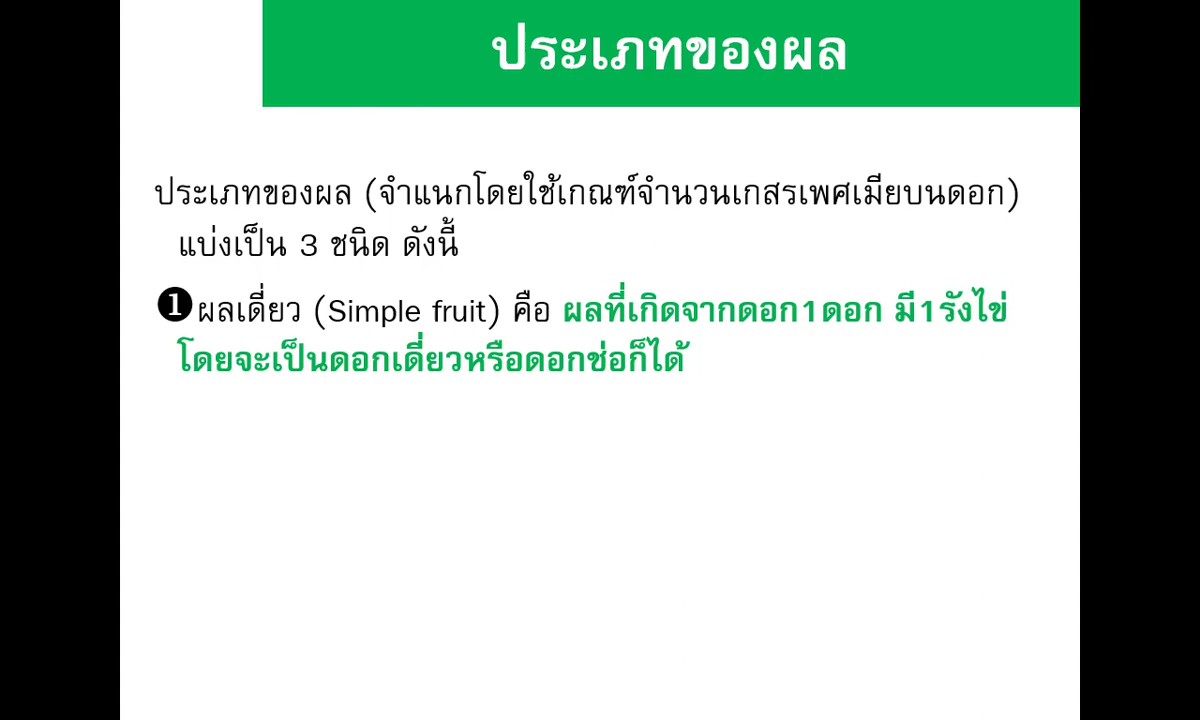 ประเภทของผล
ประเภทของผล (จำแนกโดยใช้เกณฑ์จำนวนเกสรเพศเมียบนดอก)
แบ่งเป็น 3 ชนิด ดังนี้
❶ผลเดี่ยว (Simple fruit) คือ ผลที่เกิดจากดอก1ดอก มี1รังไข่
โดยจะเป็นดอกเดี่ยวหรือดอกช่อก็ได้